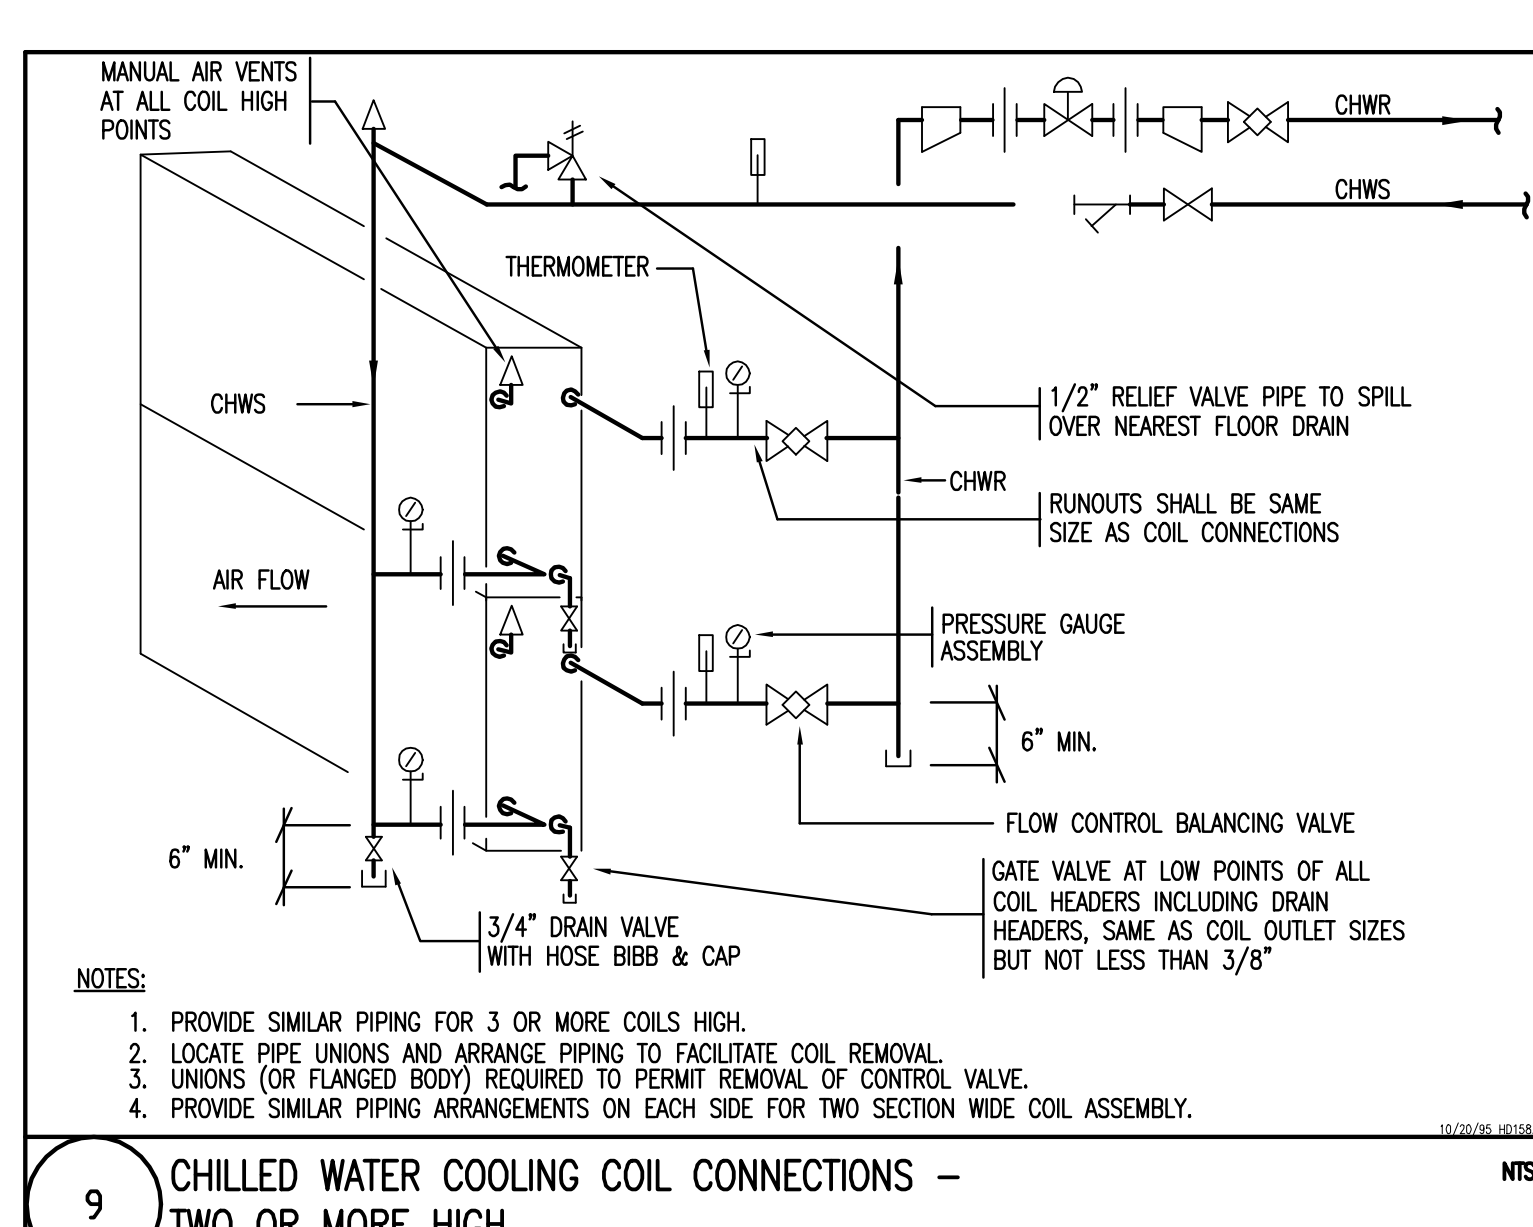 MANUAL AIR VENTS
AT ALL COIL HIGH
POINTS
CHWR
CHWS
THERMOMETER
1/2" RELIEF VALVE PIPE TO SPILL
OVER NEAREST FLOOR DRAIN
CHWS
CHWR
RUNOUTS SHALL BE SAME
SIZE AS COIL CONNECTIONS
AIR FLOW
PRESSURE GAUGE
ASSEMBLY
6" MIN.
FLOW CONTROL BALANCING VALVE
6" MIN.
GATE VALVE AT LOW POINTS OF ALL
COIL HEADERS INCLUDING DRAIN
HEADERS, SAME AS COIL OUTLET SIZES
BUT NOT LESS THAN 3/8"
3/4" DRAIN VALVE
WITH HOSE BIBB & CAP
NOTES:
1. PROVIDE SIMILAR PIPING FOR 3 OR MORE COILS HIGH.
2. LOCATE PIPE UNIONS AND ARRANGE PIPING TO FACILITATE COIL REMOVAL.
3. UNIONS (OR FLANGED BODY) REQUIRED TO PERMIT REMOVAL OF CONTROL VALVE.
4. PROVIDE SIMILAR PIPING ARRANGEMENTS ON EACH SIDE FOR TWO SECTION WIDE COIL ASSEMBLY.
10/20/95 HD158
9
CHILLED WATER COOLING COIL CONNECTIONS –
TWO OR MORE HIGH
NTS